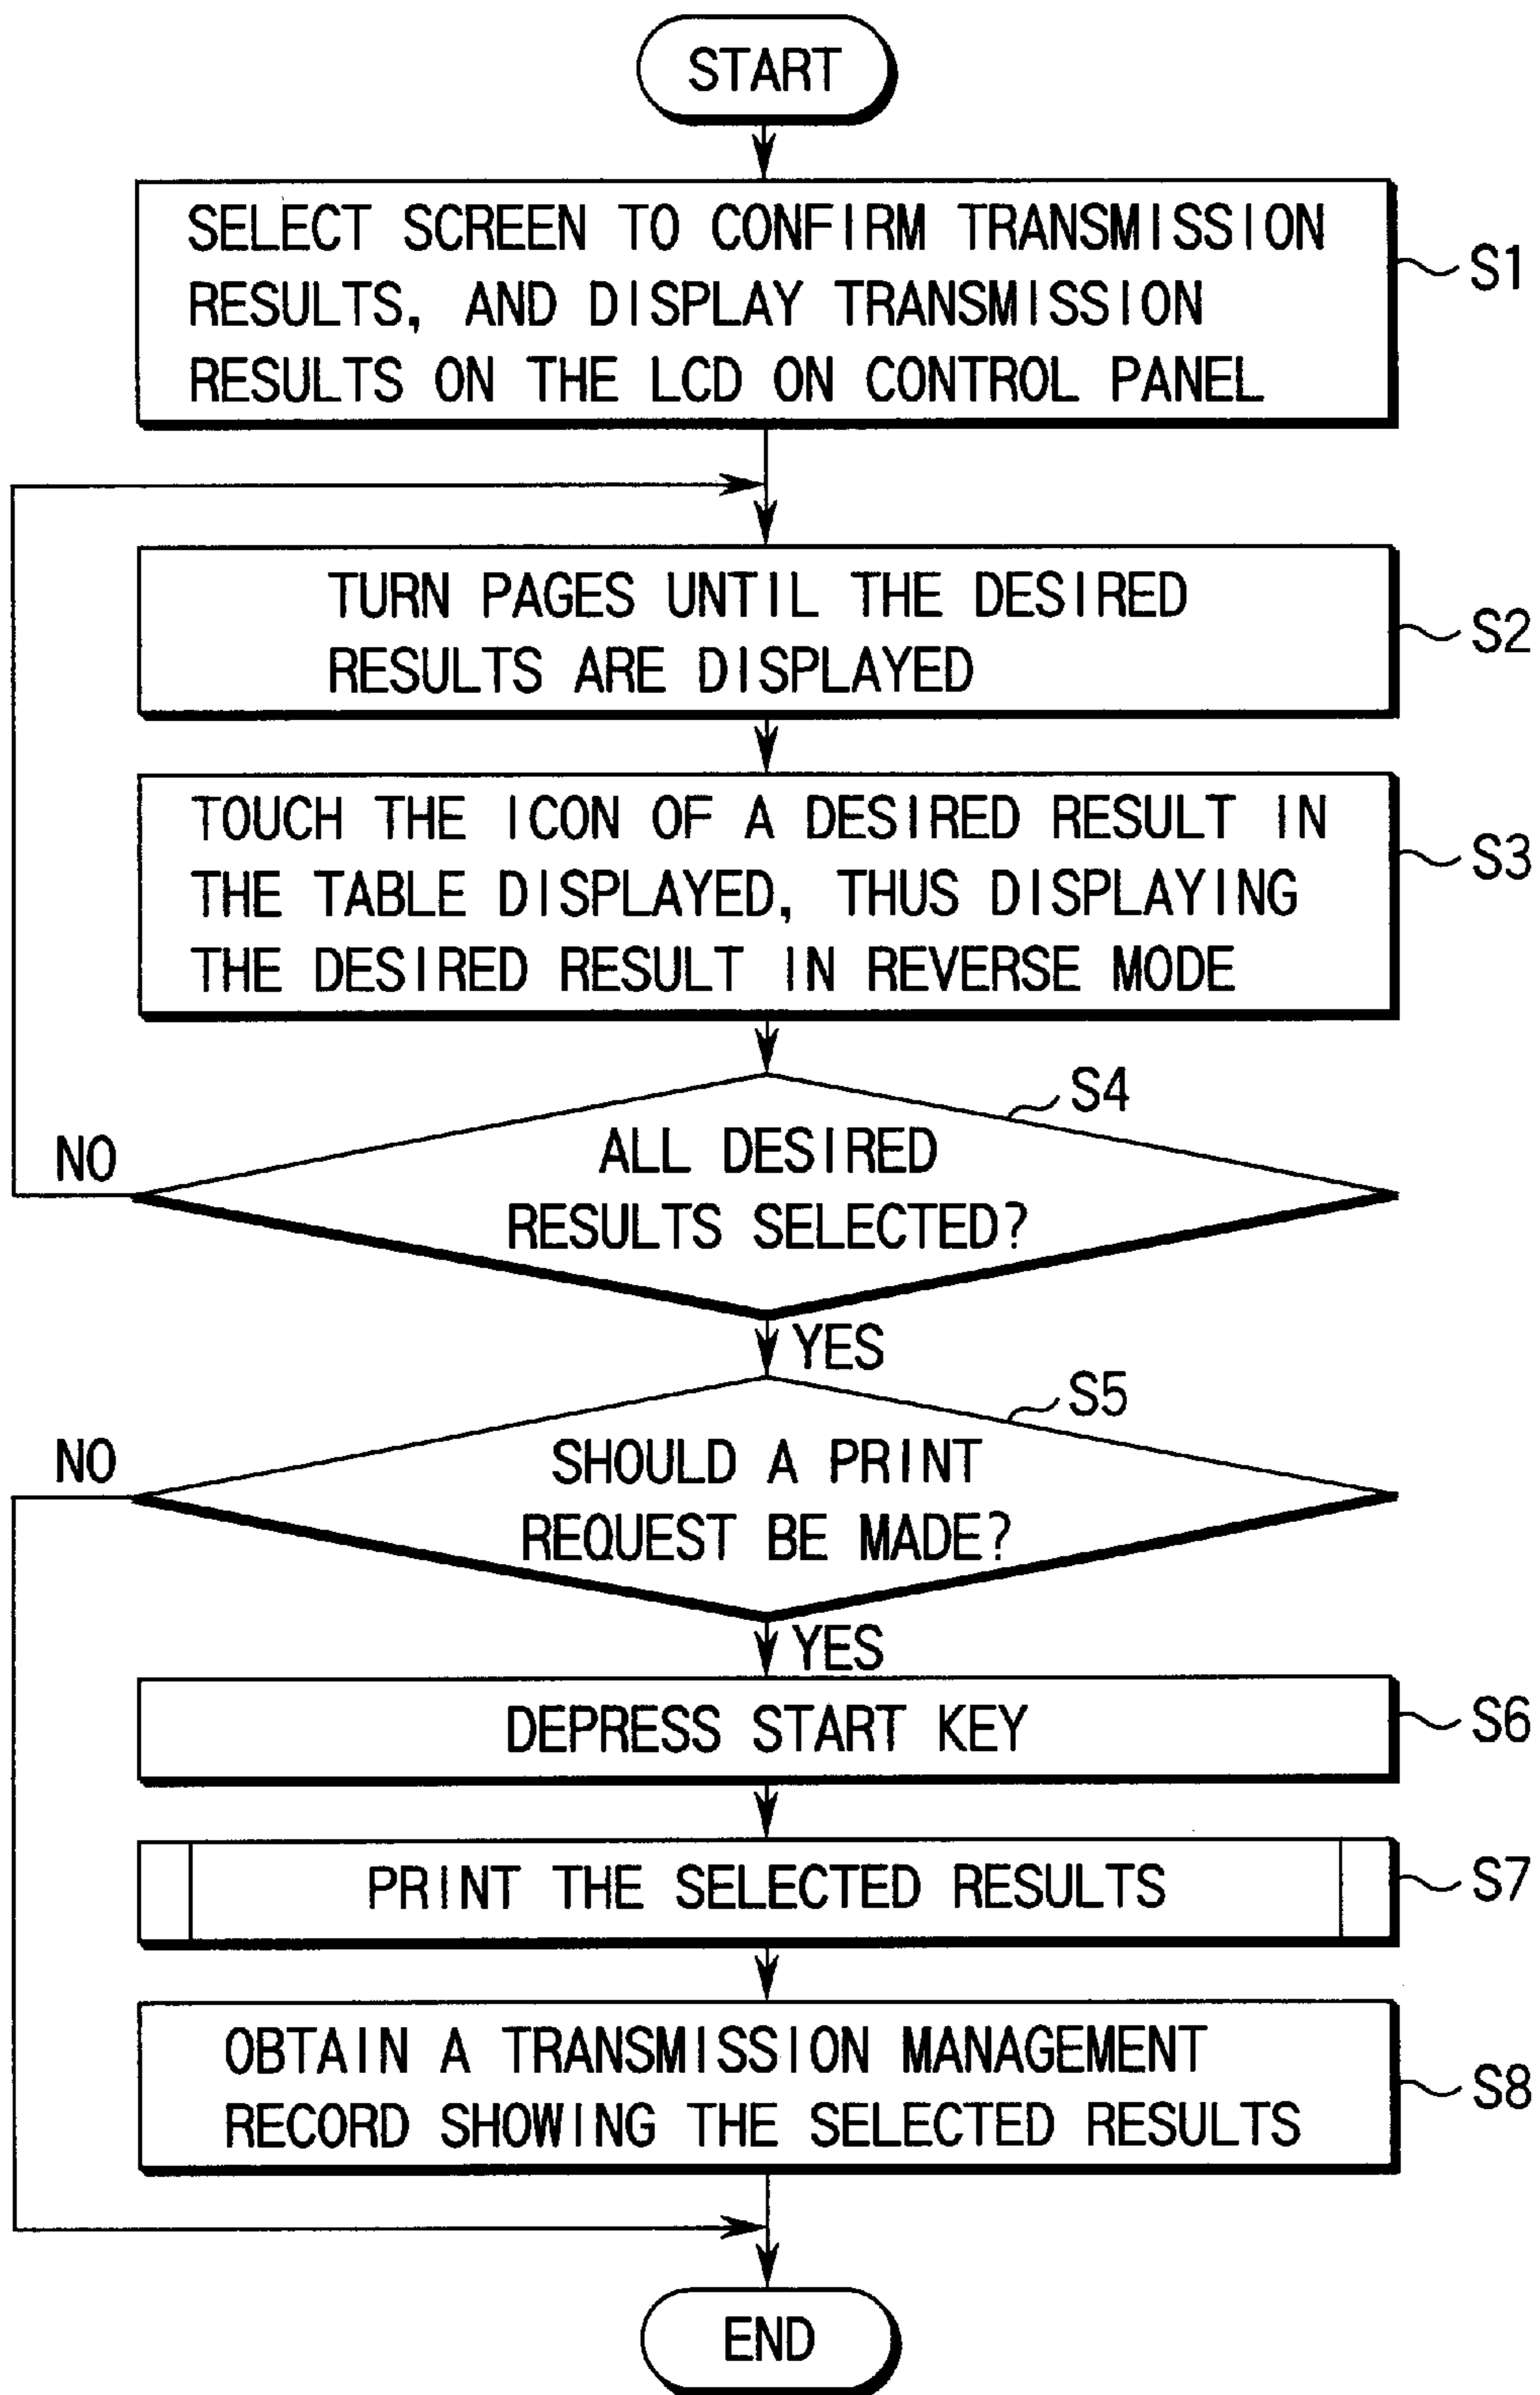 START
SELECT SCREEN TO CONFIRM TRANSMISSION
RESULTS, AND DISPLAY TRANSMISSION
RESULTS ON THE LCD ON CONTROL PANEL
S1
TURN PAGES UNTIL THE DESIRED
RESULTS ARE DISPLAYED
S2
TOUCH THE ICON OF A DESIRED RESULT IN
THE TABLE DISPLAYED, THUS DISPLAYING
THE DESIRED RESULT IN REVERSE MODE
S3
S4
ALL DESIRED
RESULTS SELECTED?
NO
YES
S5
SHOULD A PRINT
REQUEST BE MADE?
NO
YES
DEPRESS START KEY
S6
PRINT THE SELECTED RESULTS
S7
OBTAIN A TRANSMISSION MANAGEMENT
RECORD SHOWING THE SELECTED RESULTS
S8
END